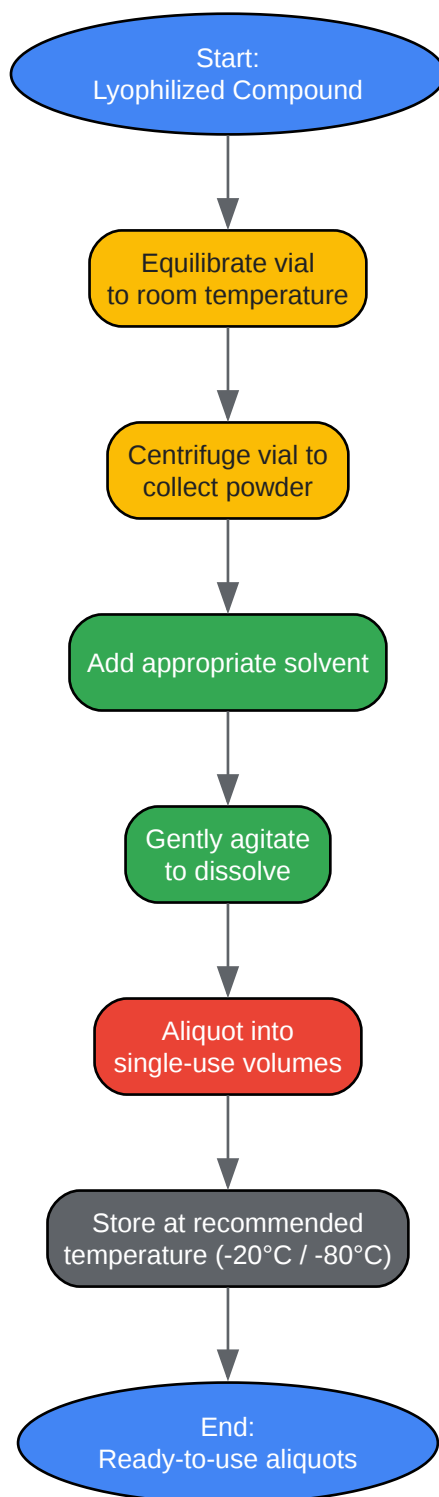 Start:
Lyophilized Compound
Equilibrate vial
to room temperature
Centrifuge vial to
collect powder
Add appropriate solvent
Gently agitate
to dissolve
Aliquot into
single-use volumes
Store at recommended
temperature (-20°C / -80°C)
End:
Ready-to-use aliquots